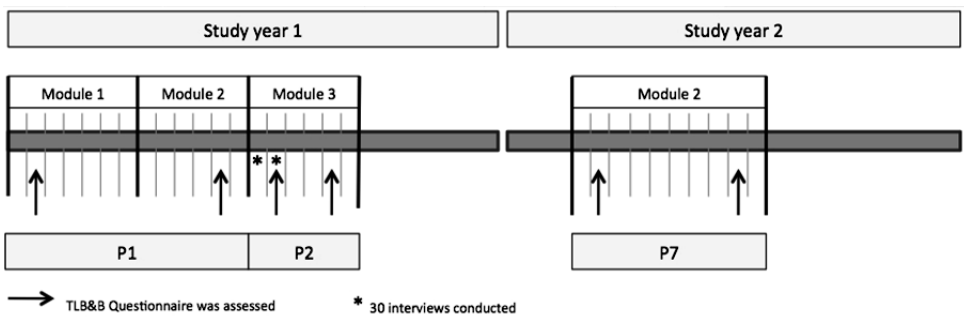 Study year 1 Study year 2
Module 1 Module 2 Module 3 Module 2
* *
P1 P2 P7
TLB&B Questionnaire was assessed * 30 interviews conducted